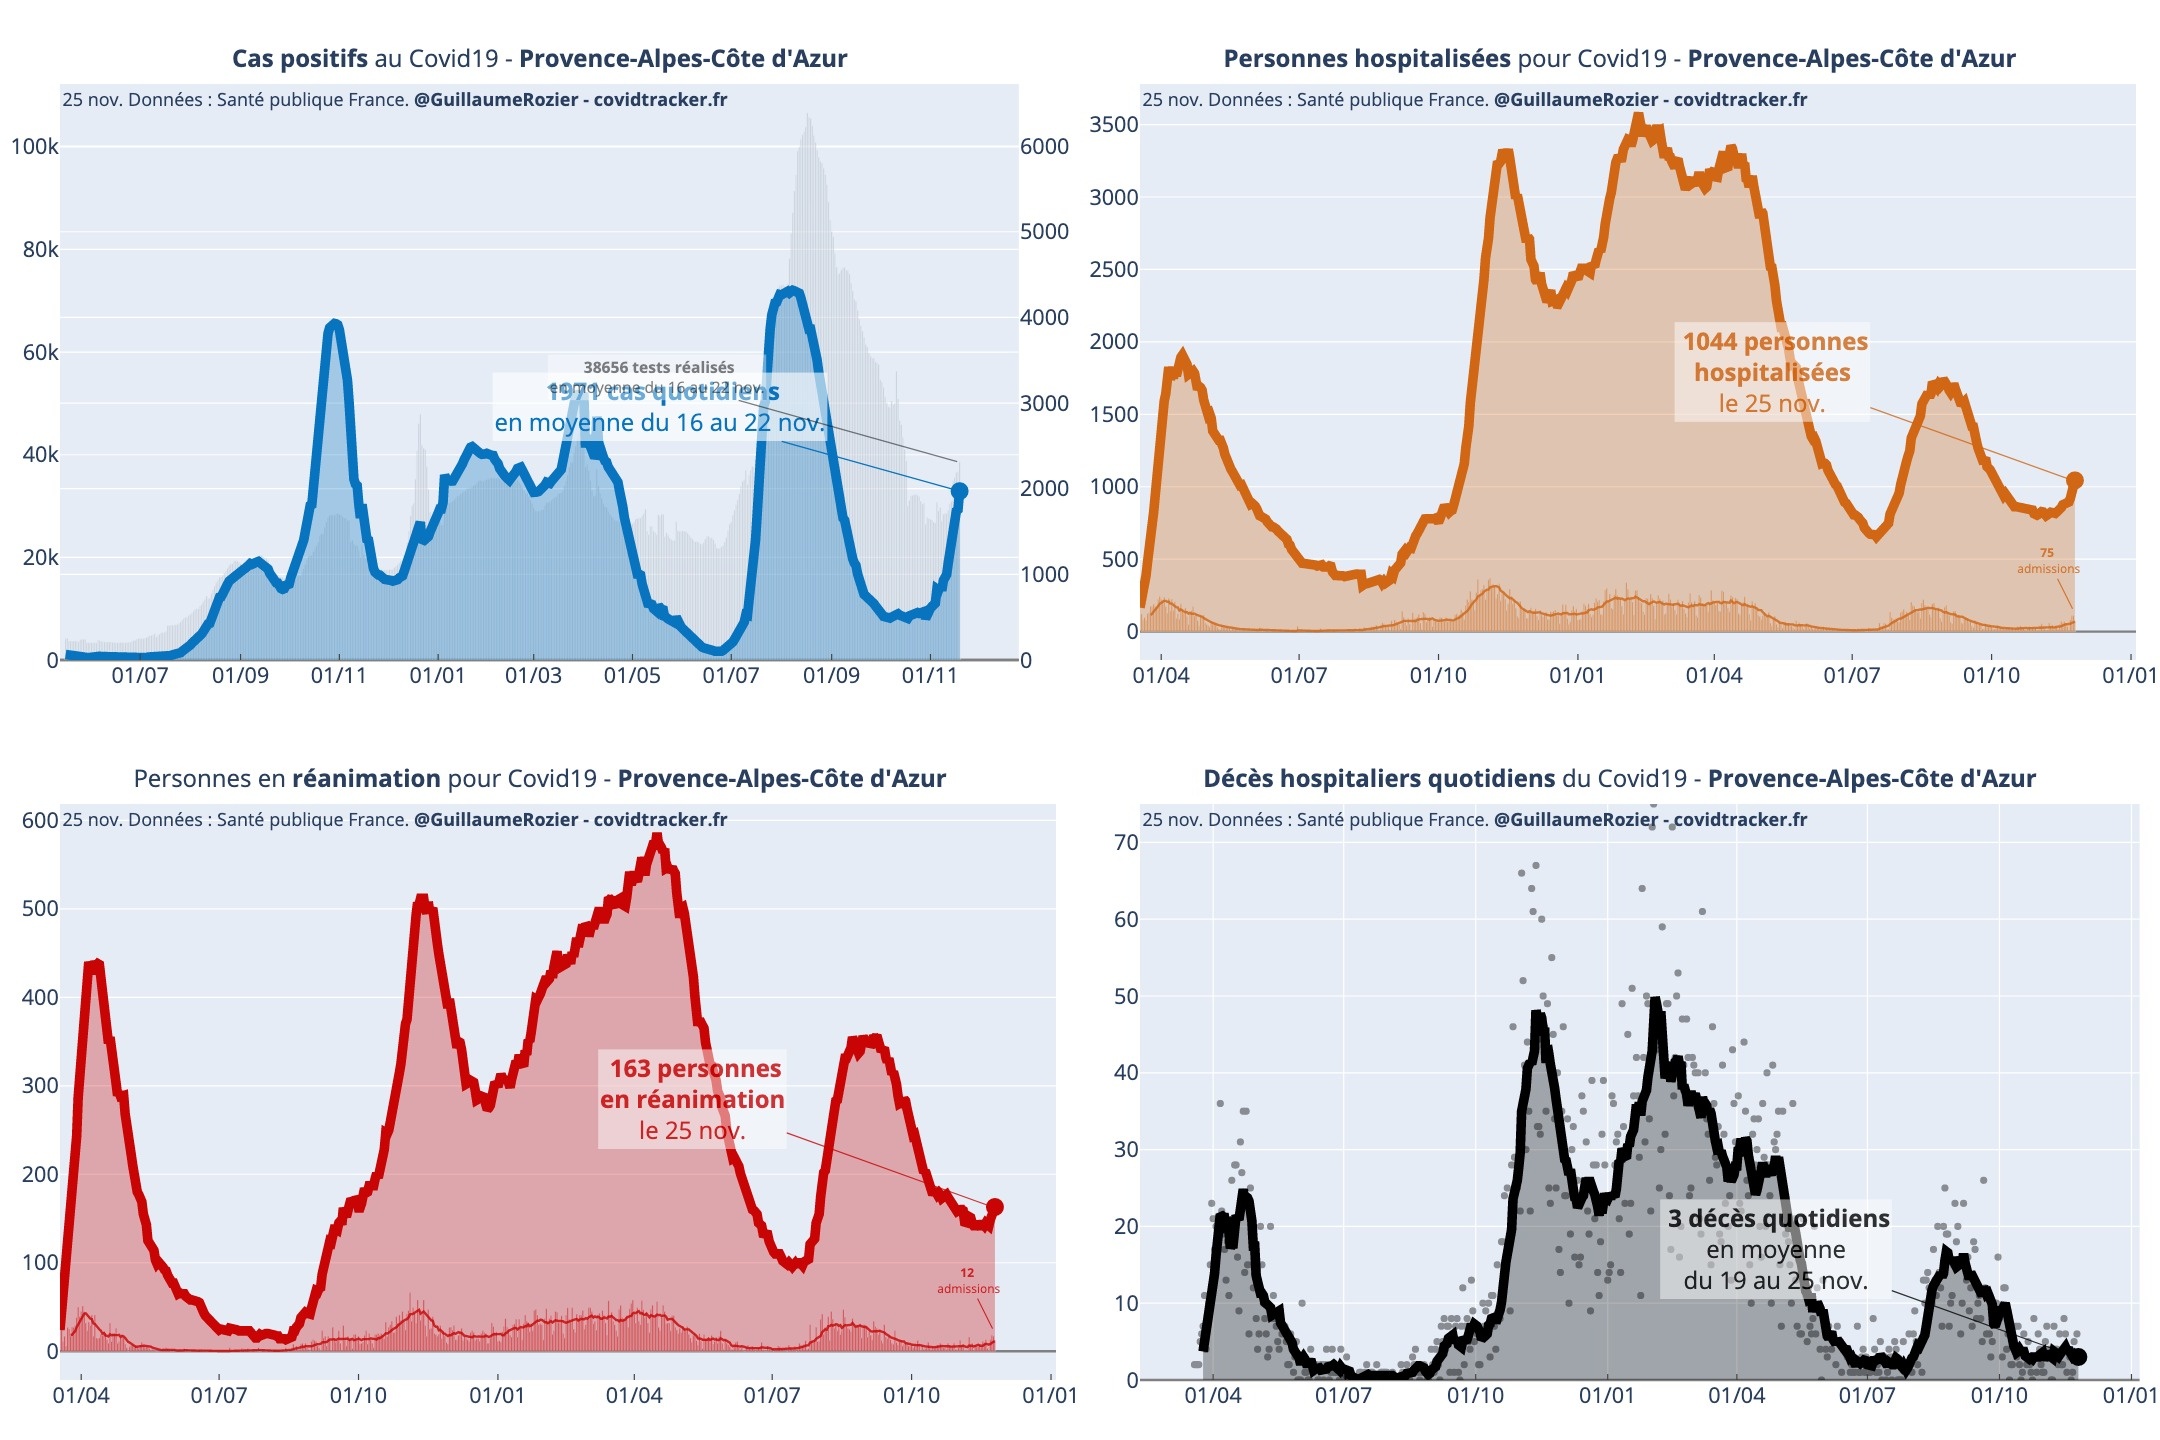 Cas positifs au Covid19 - Provence-Alpes-Côte d'Azur
25 nov. Données : Santé publique France. @GuillaumeRozier - covidtracker.fr
100k
80k
60k
40k
20k
0
6000
5000
4000
3000
2000
1000
0
38656 tests réalisés
en moyenne du 16 au 22 nov.
cas quotidiens
en moyenne du 16 au 22 nov.
01/07 01/09 01/11 01/01 01/03 01/05 01/07 01/09 01/11
Personnes hospitalisées pour Covid19 - Provence-Alpes-Côte d'Azur
25 nov. Données : Santé publique France. @GuillaumeRozier - covidtracker.fr
3500
3000
2500
2000
1500
1000
500
0
1044 personnes
hospitalisées
le 25 nov.
75
admissions
01/04 01/07 01/10 01/01 01/04 01/07 01/10 01/01
Personnes en réanimation pour Covid19 - Provence-Alpes-Côte d'Azur
25 nov. Données : Santé publique France. @GuillaumeRozier - covidtracker.fr
600
500
400
300
200
100
0
163 personnes
en réanimation
le 25 nov.
12
admissions
01/04 01/07 01/10 01/01 01/04 01/07 01/10 01/01
Décès hospitaliers quotidiens du Covid19 - Provence-Alpes-Côte d'Azur
25 nov. Données : Santé publique France. @GuillaumeRozier - covidtracker.fr
70
60
50
40
30
20
10
0
3 décès quotidiens
en moyenne
du 19 au 25 nov.
01/04 01/07 01/10 01/01 01/04 01/07 01/10 01/01